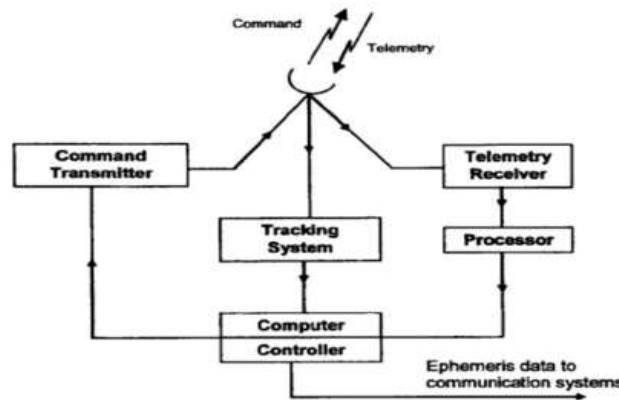 Command
Telemetry
Command
Transmitter
Telemetry
Receiver
Tracking
System
Processor
Computer
Controller
Ephemeris data to
communication systems